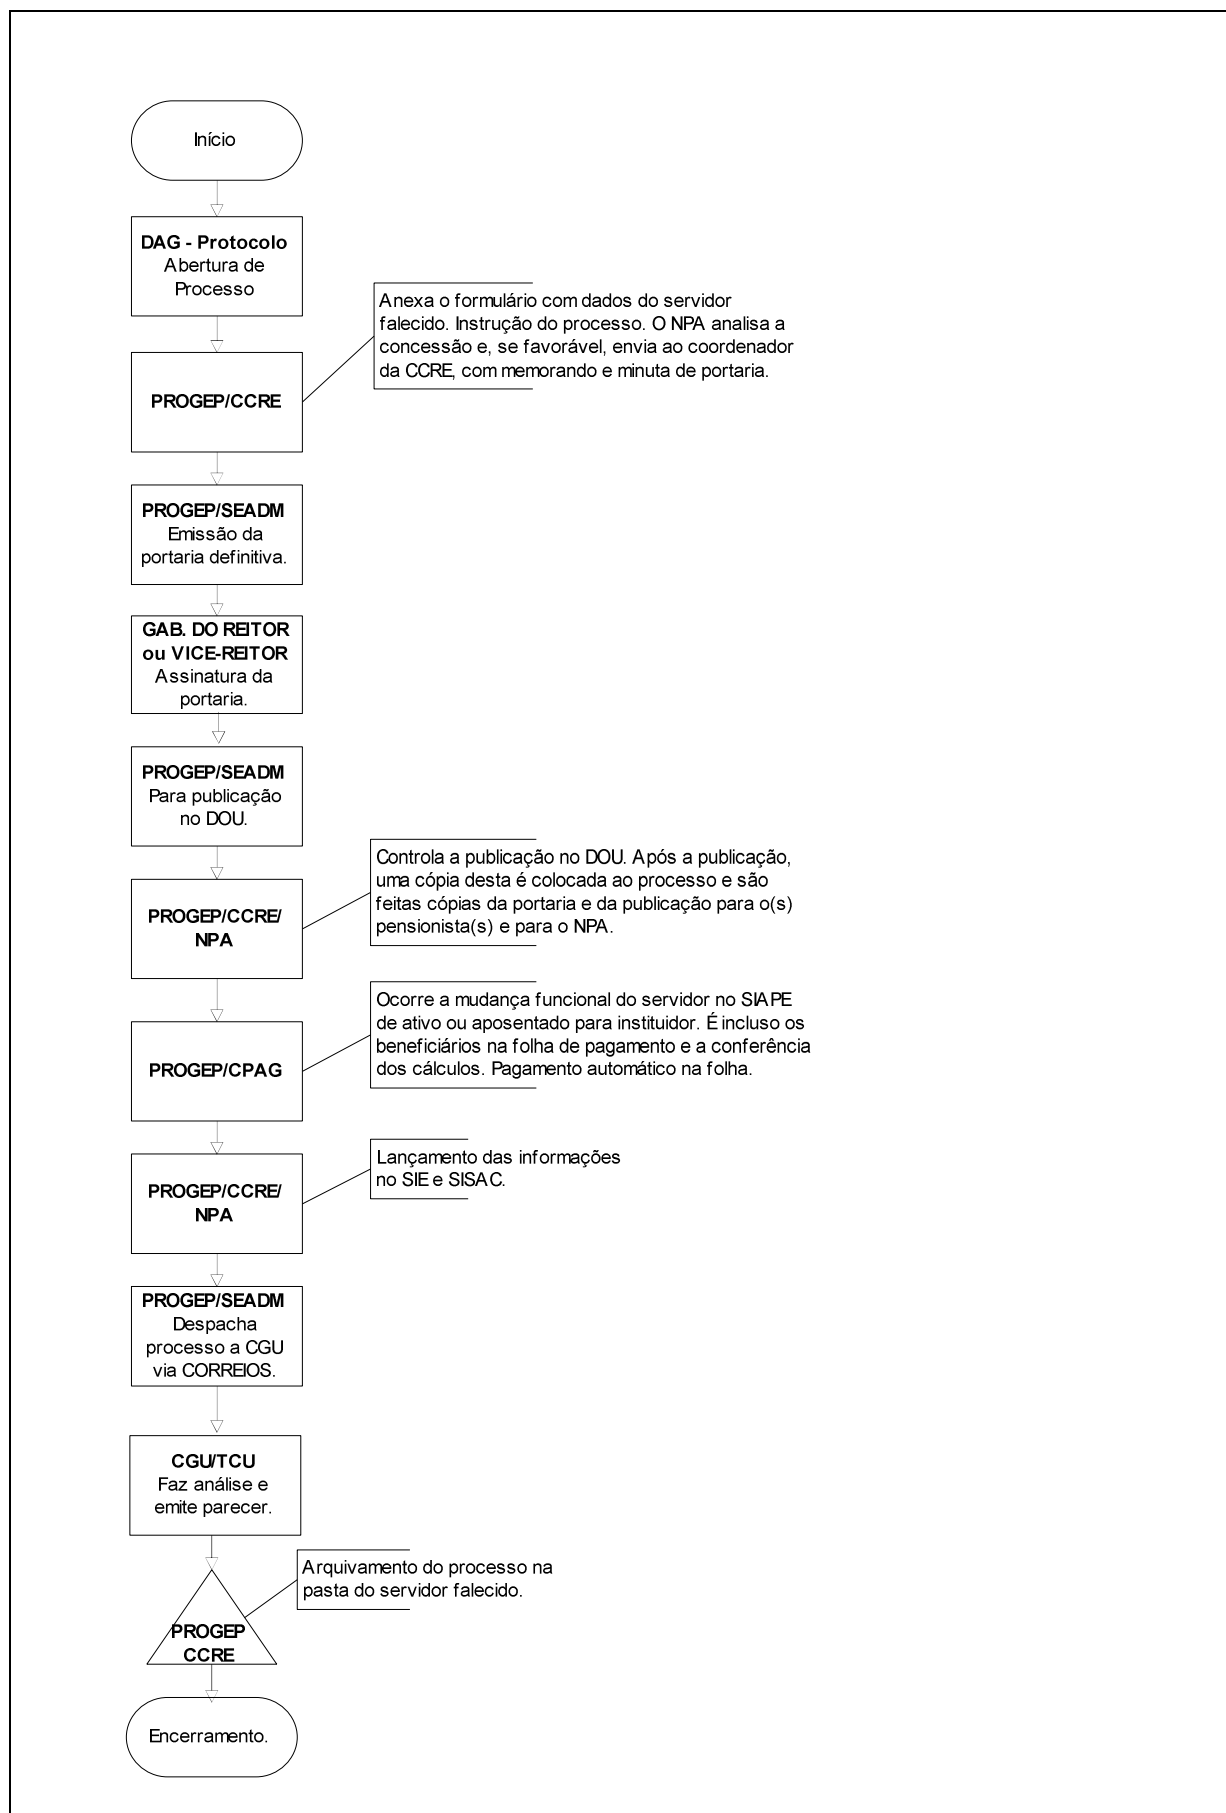 Início
DAG - Protocolo
Abertura de
Processo
Anexa o formulário com dados do servidor
falecido. Instrução do processo. O NPA analisa a
concessão e, se favorável, envia ao coordenador
da CCRE, com memorando e minuta de portaria.
PROGEP/CCRE
PROGEP/SEADM
Emissão da
portaria definitiva.
GAB. DO REITOR
ou VICE-REITOR
Assinatura da
portaria.
PROGEP/SEADM
Para publicação
no DOU.
Controla a publicação no DOU. Após a publicação,
uma cópia desta é colocada ao processo e são
feitas cópias da portaria e da publicação para o(s)
pensionista(s) e para o NPA.
PROGEP/CCRE/
NPA
Ocorre a mudança funcional do servidor no SIAPE
de ativo ou aposentado para instituidor. É incluso os
beneficiários na folha de pagamento e a conferência
dos cálculos. Pagamento automático na folha.
PROGEP/CPAG
Lançamento das informações
no SIE e SISAC.
PROGEP/CCRE/
NPA
PROGEP/SEADM
Despacha
processo a CGU
via CORREIOS.
CGU/TCU
Faz análise e
emite parecer.
Arquivamento do processo na
pasta do servidor falecido.
PROGEP
CCRE
Encerramento.